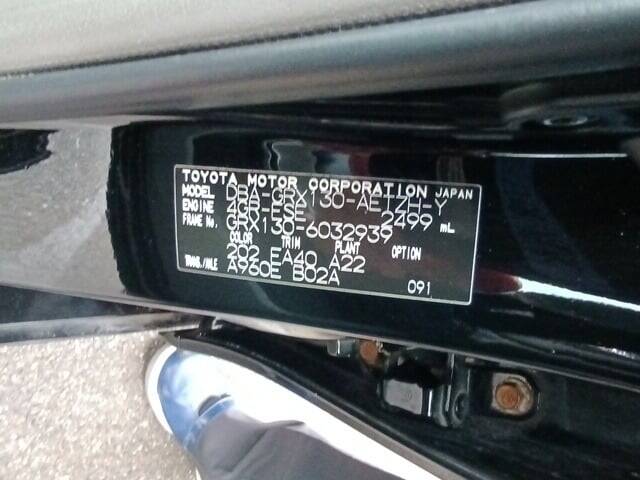 TOYOTA MOTOR CORPORATION JAPAN
MODEL DBA-GRX130-AETZH-Y
ENGINE 4GR-FSE 2499 mL
FRAME No. GRX130-6032939
COLOR TRIM PLANT OPTION
202 EA40 A22
TRANS./AXLE A960E B02A
091